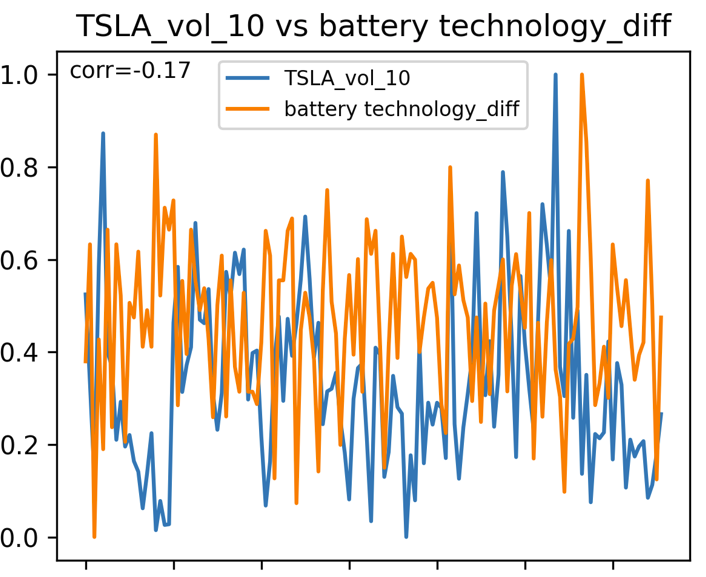 TSLA_vol_10 vs battery technology_diff
corr=-0.17
TSLA_vol_10
battery technology_diff
1.0
0.8
0.6
0.4
0.2
0.0